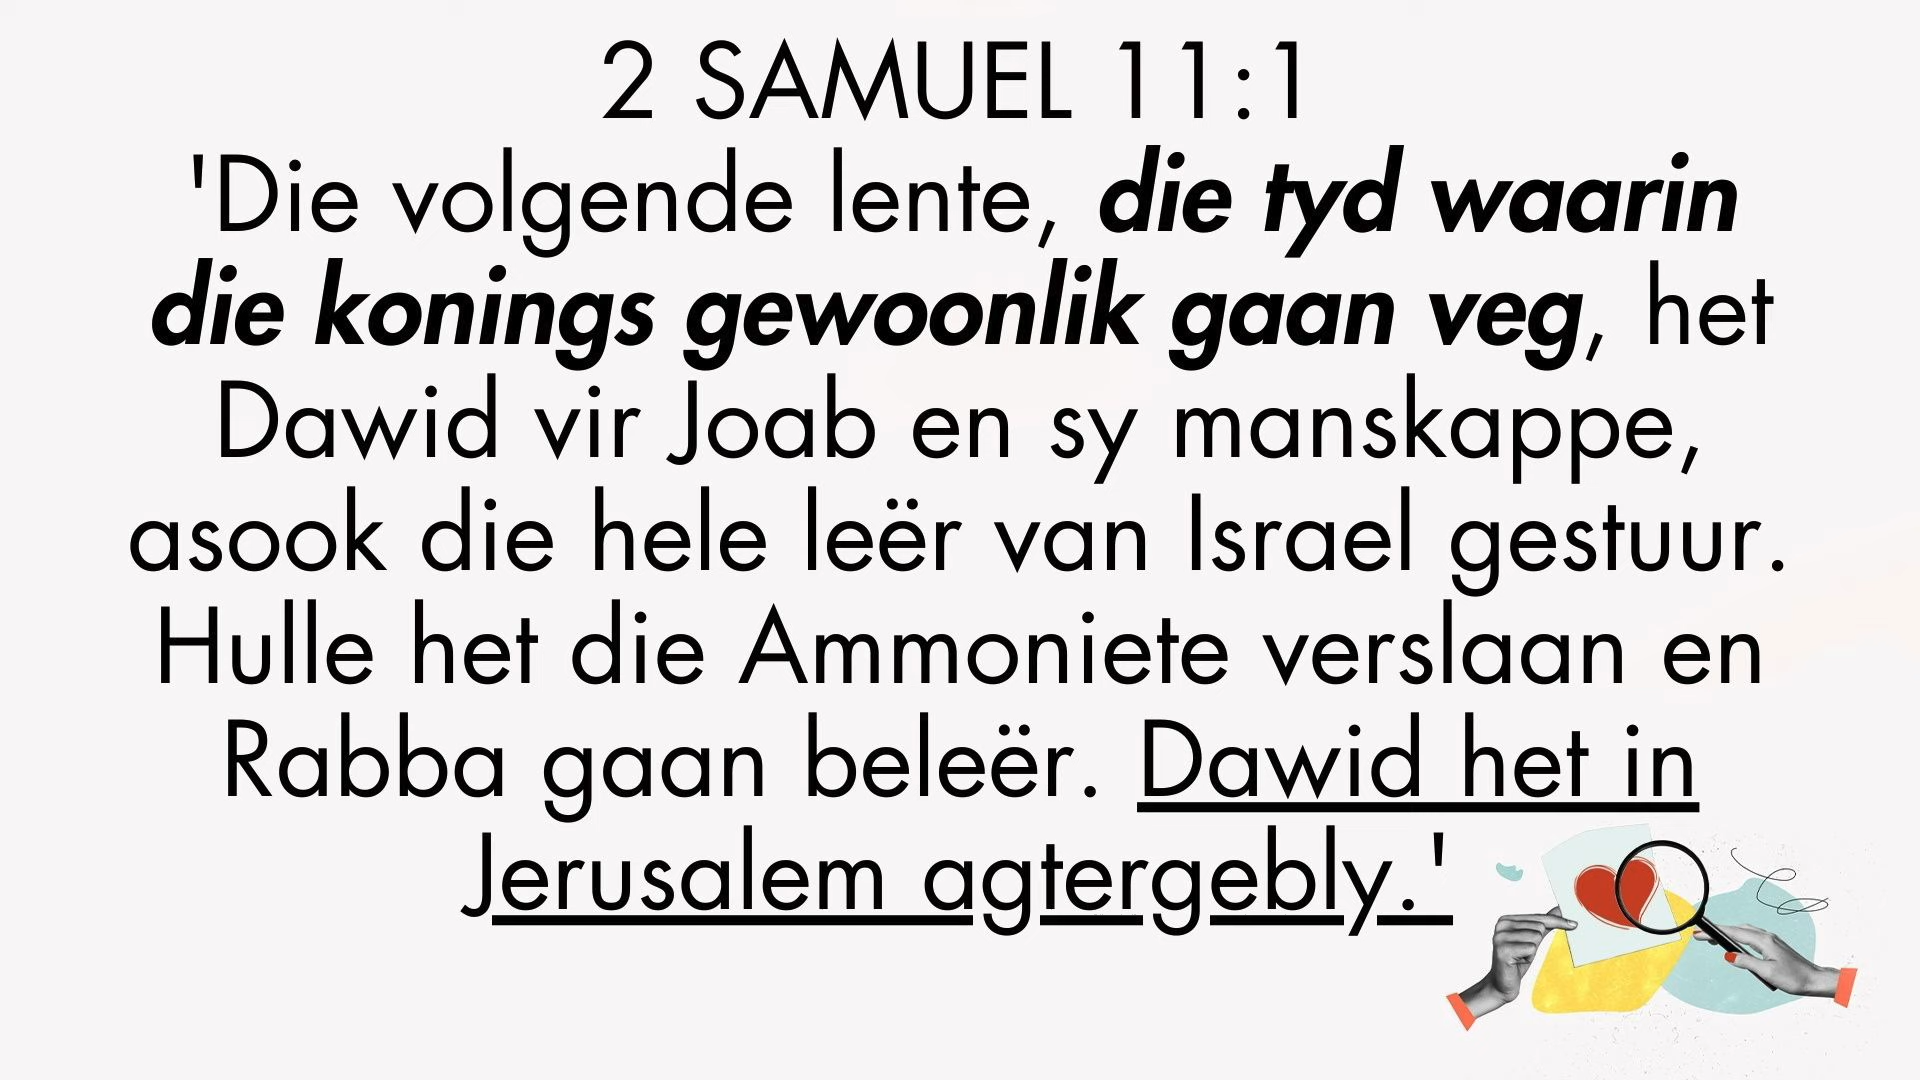 2 SAMUEL 11:1
'Die volgende lente, die tyd waarin
die konings gewoonlik gaan veg, het
Dawid vir Joab en sy manskappe,
asook die hele leër van Israel gestuur.
Hulle het die Ammoniete verslaan en
Rabba gaan beleër. Dawid het in
Jerusalem agtergebly.'